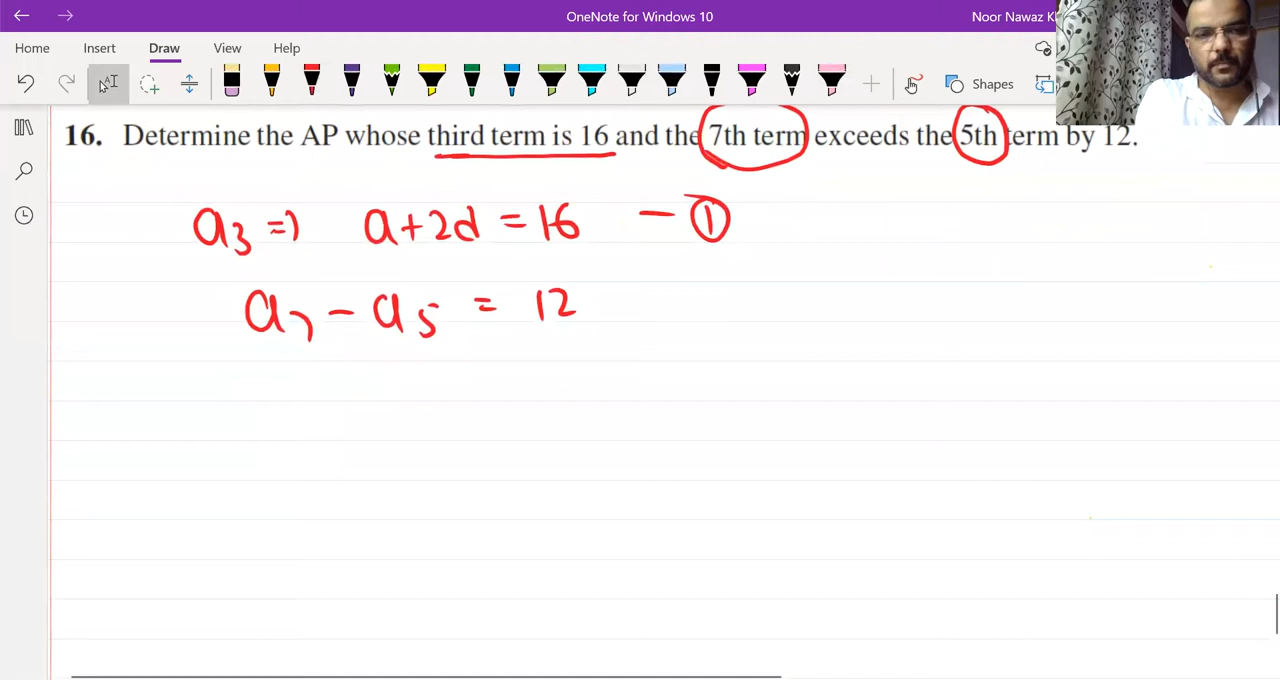 OneNote for Windows 10
Noor Nawaz K
Home Insert Draw View Help
Shapes
16. Determine the AP whose third term is 16 and the 7th term exceeds the 5th term by 12.
a₃ ⇒ a+2d = 16 — ①
a₇ − a₅ = 12